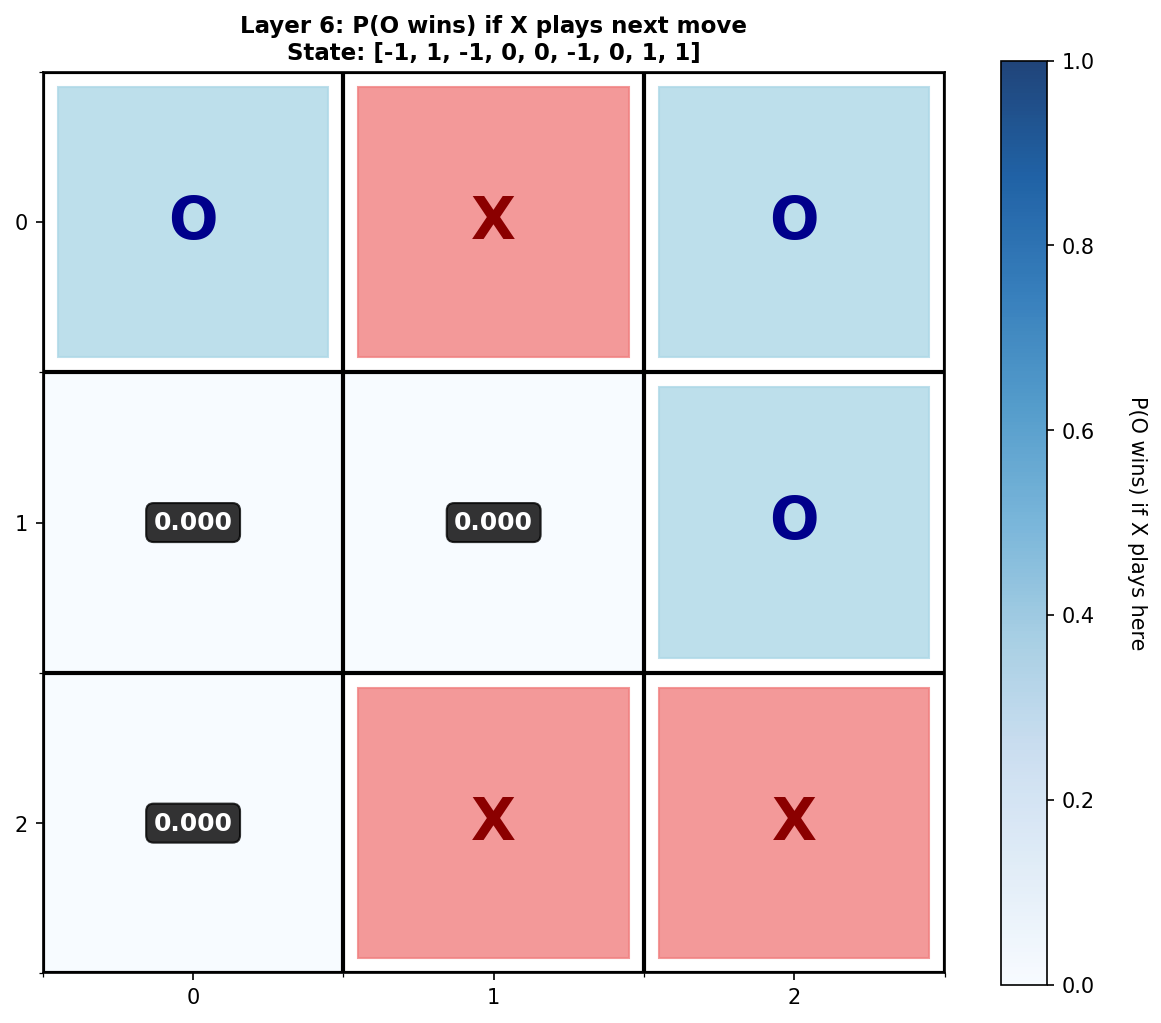 Layer 6: P(O wins) if X plays next move
State: [-1, 1, -1, 0, 0, -1, 0, 1, 1]
0 O X O
1 0.000 0.000 O
2 0.000 X X
0 1 2
1.0
0.8
0.6
0.4
0.2
0.0
P(O wins) if X plays here